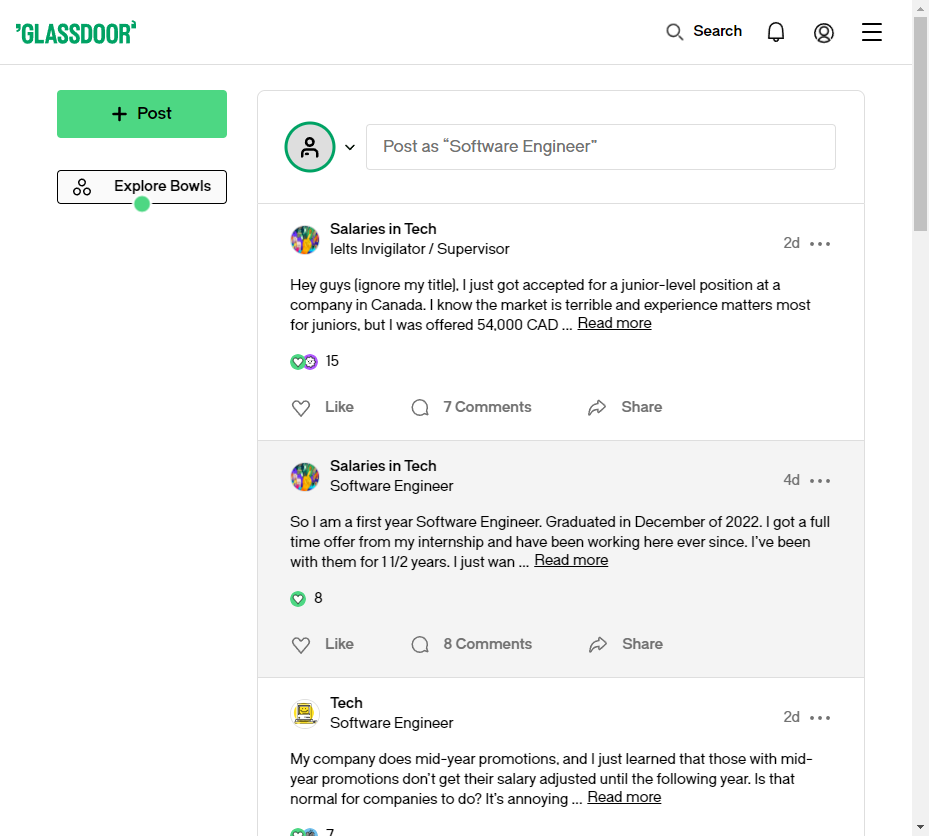 GLASSDOOR
Search
Post
Explore Bowls
Post as “Software Engineer”
Salaries in Tech
Ielts Invigilator / Supervisor
2d
Hey guys (ignore my title), I just got accepted for a junior-level position at a
company in Canada. I know the market is terrible and experience matters most
for juniors, but I was offered 54,000 CAD ... Read more
15
Like
7 Comments
Share
Salaries in Tech
Software Engineer
4d
So I am a first year Software Engineer. Graduated in December of 2022. I got a full
time offer from my internship and have been working here ever since. I’ve been
with them for 1 1/2 years. I just wan ... Read more
8
Like
8 Comments
Share
Tech
Software Engineer
2d
My company does mid-year promotions, and I just learned that those with mid-
year promotions don’t get their salary adjusted until the following year. Is that
normal for companies to do? It’s annoying ... Read more
7